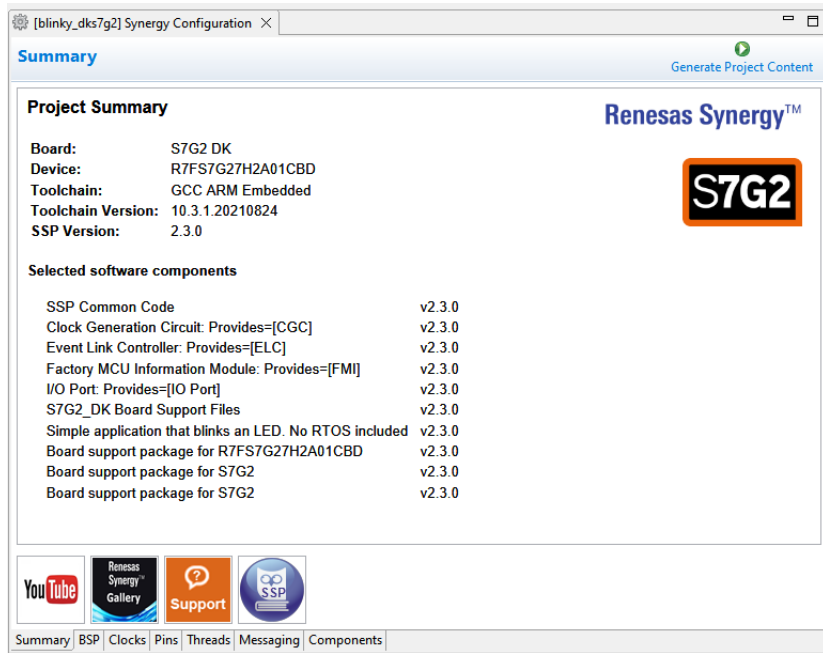 [blinky_dks7g2] Synergy Configuration
Summary
Generate Project Content
Project Summary
Renesas Synergy™
Board: S7G2 DK
Device: R7FS7G27H2A01CBD
Toolchain: GCC ARM Embedded
Toolchain Version: 10.3.1.20210824
SSP Version: 2.3.0
S7G2
Selected software components
SSP Common Code v2.3.0
Clock Generation Circuit: Provides=[CGC] v2.3.0
Event Link Controller: Provides=[ELC] v2.3.0
Factory MCU Information Module: Provides=[FMI] v2.3.0
I/O Port: Provides=[IO Port] v2.3.0
S7G2_DK Board Support Files v2.3.0
Simple application that blinks an LED. No RTOS included v2.3.0
Board support package for R7FS7G27H2A01CBD v2.3.0
Board support package for S7G2 v2.3.0
Board support package for S7G2 v2.3.0
YouTube
Renesas
Synergy™
Gallery
Support
SSP
Summary BSP Clocks Pins Threads Messaging Components